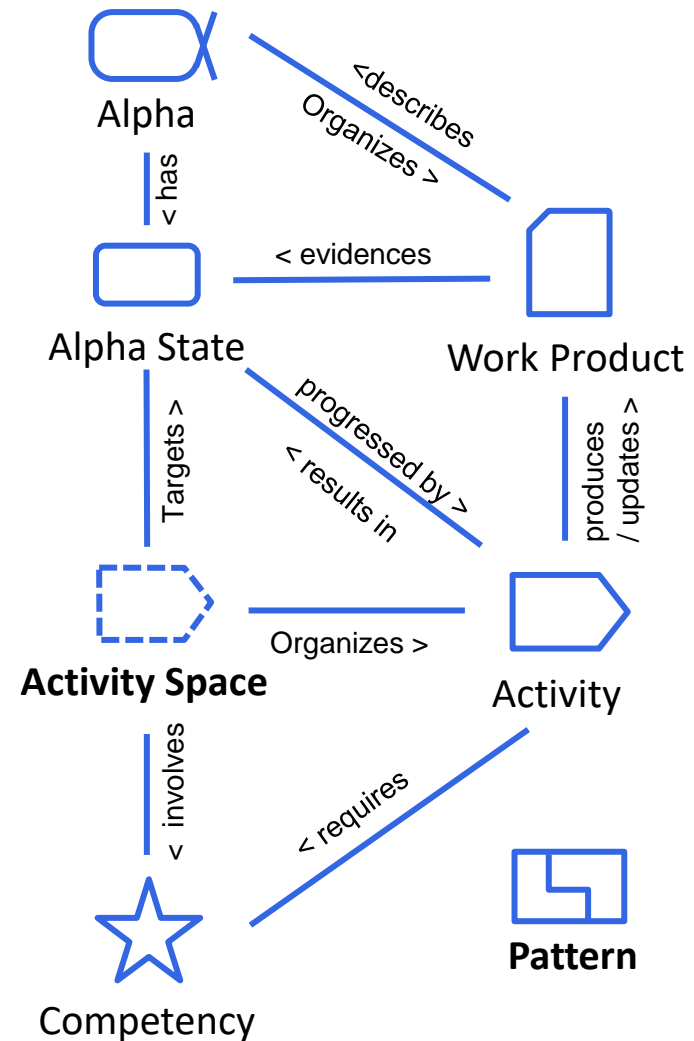 Alpha
<describes
Organizes >
< has
< evidences
Alpha State
Work Product
Targets >
progressed by >
< results in
produces
/ updates >
Organizes >
Activity Space
Activity
< involves
< requires
Pattern
Competency